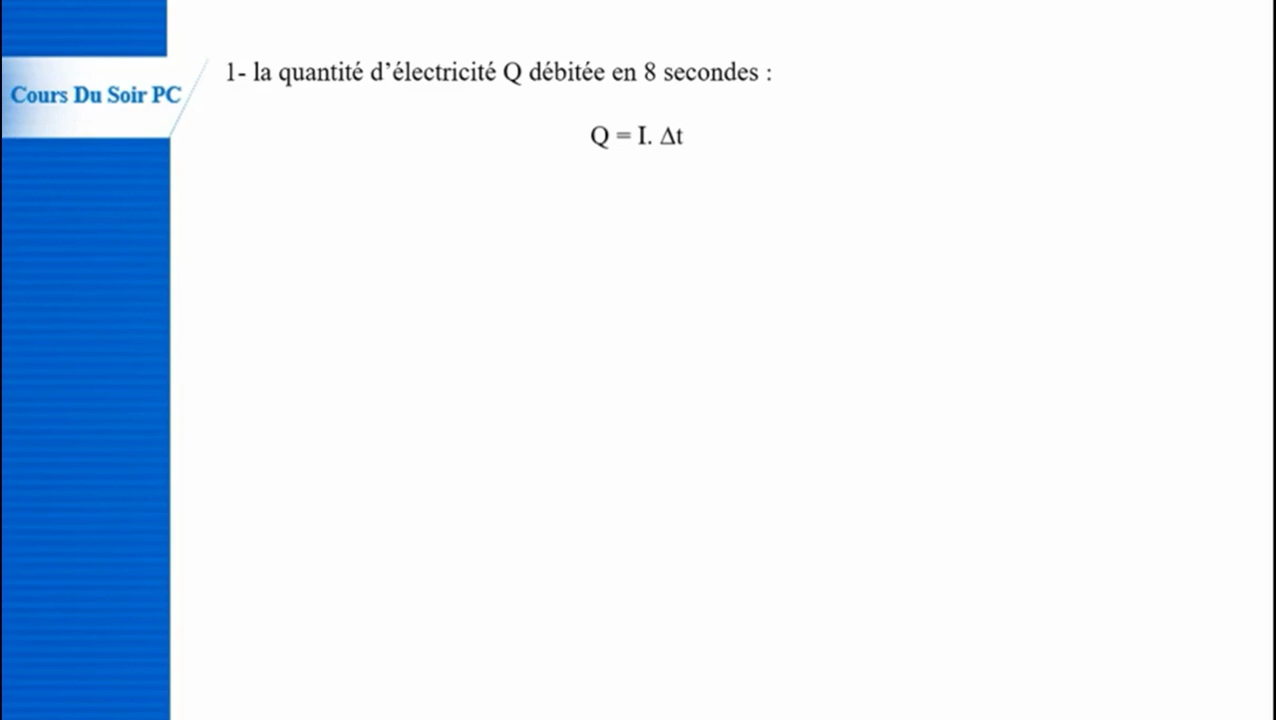 1- la quantité d’électricité Q débitée en 8 secondes :
Cours Du Soir PC
Q = I. Δt